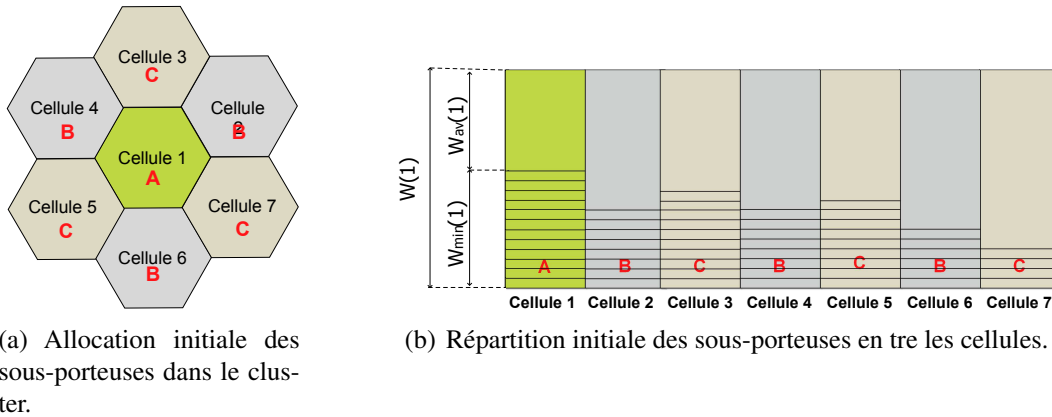 Cellule 3
C
Cellule 4
B
Cellule
2
B
Cellule 1
A
Cellule 5
C
Cellule 7
C
Cellule 6
B
W(1)
Wav(1)
Wmin(1)
A B C B C B C
Cellule 1 Cellule 2 Cellule 3 Cellule 4 Cellule 5 Cellule 6 Cellule 7
(a) Allocation initiale des
sous-porteuses dans le clus-
ter.
(b) Répartition initiale des sous-porteuses en tre les cellules.